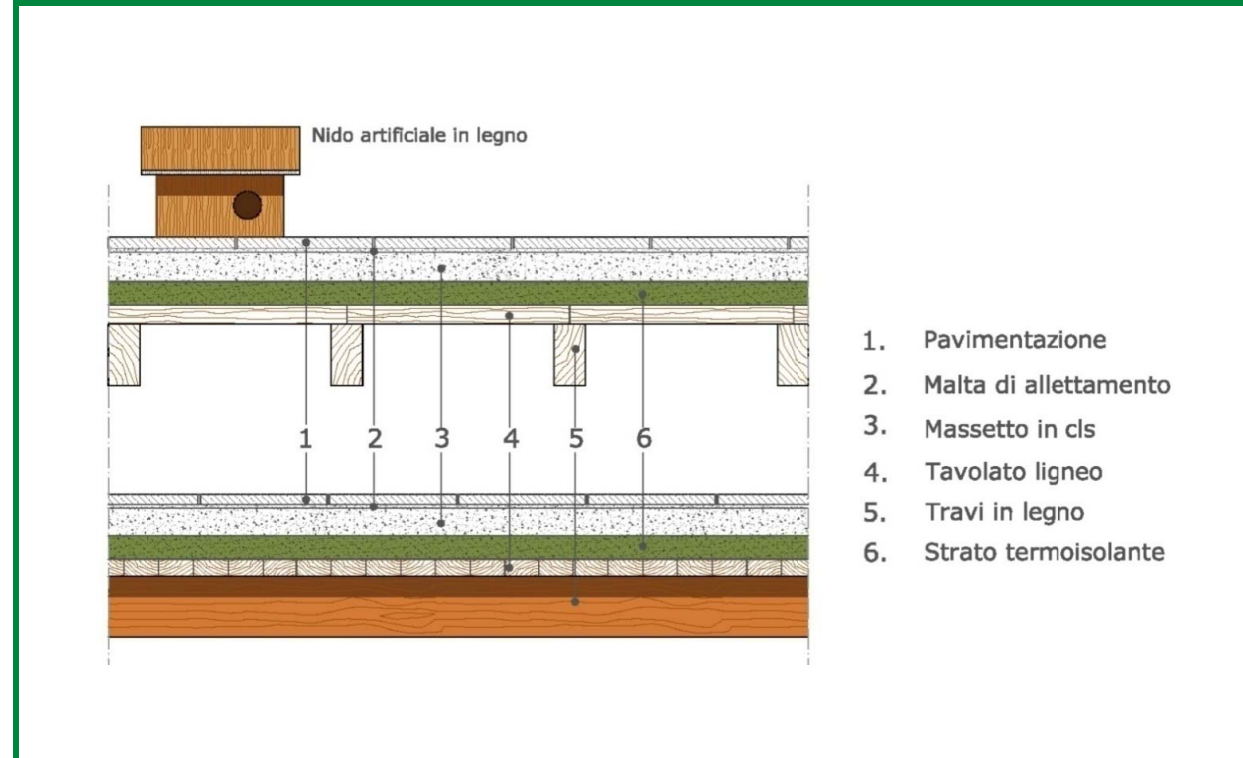 Nido artificiale in legno
1 2 3 4 5 6
1. Pavimentazione
2. Malta di allettamento
3. Massetto in cls
4. Tavolato ligneo
5. Travi in legno
6. Strato termoisolante